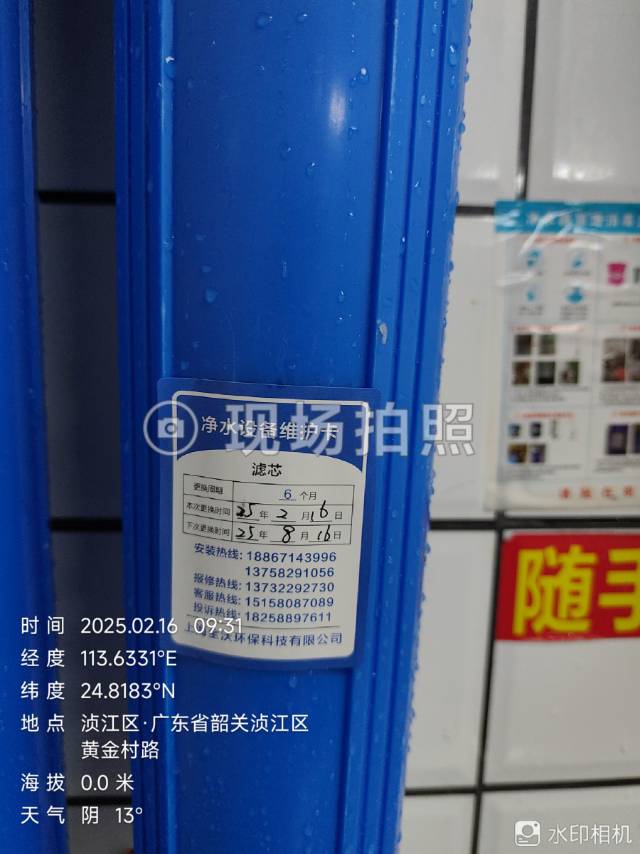 现场拍照
净水设备维护卡
滤芯
更换周期 6 个月
本次更换时间 25 年 2 月 16 日
下次更换时间 25 年 8 月 16 日
安装热线: 18867143996
13758291056
报修热线: 13732292730
客服热线: 15158087089
投诉热线: 18258897611
环保科技有限公司
随手
时间 2025.02.16 09:31
经度 113.6331°E
纬度 24.8183°N
地点 浈江区·广东省韶关浈江区
黄金村路
海拔 0.0 米
天气 阴 13°
水印相机